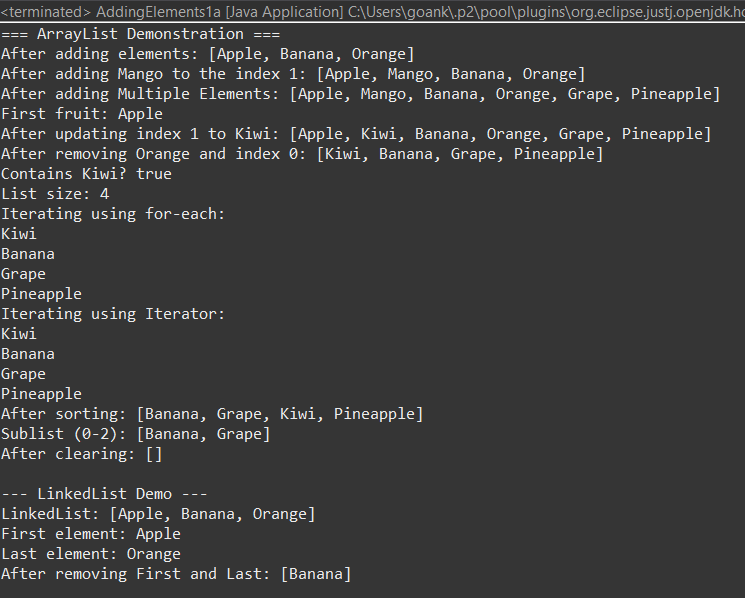 <terminated> AddingElements1a [Java Application] C:\Users\goank\.p2\pool\plugins\org.eclipse.justj.openjdk.ho
=== ArrayList Demonstration ===
After adding elements: [Apple, Banana, Orange]
After adding Mango to the index 1: [Apple, Mango, Banana, Orange]
After adding Multiple Elements: [Apple, Mango, Banana, Orange, Grape, Pineapple]
First fruit: Apple
After updating index 1 to Kiwi: [Apple, Kiwi, Banana, Orange, Grape, Pineapple]
After removing Orange and index 0: [Kiwi, Banana, Grape, Pineapple]
Contains Kiwi? true
List size: 4
Iterating using for-each:
Kiwi
Banana
Grape
Pineapple
Iterating using Iterator:
Kiwi
Banana
Grape
Pineapple
After sorting: [Banana, Grape, Kiwi, Pineapple]
Sublist (0-2): [Banana, Grape]
After clearing: []

--- LinkedList Demo ---
LinkedList: [Apple, Banana, Orange]
First element: Apple
Last element: Orange
After removing First and Last: [Banana]